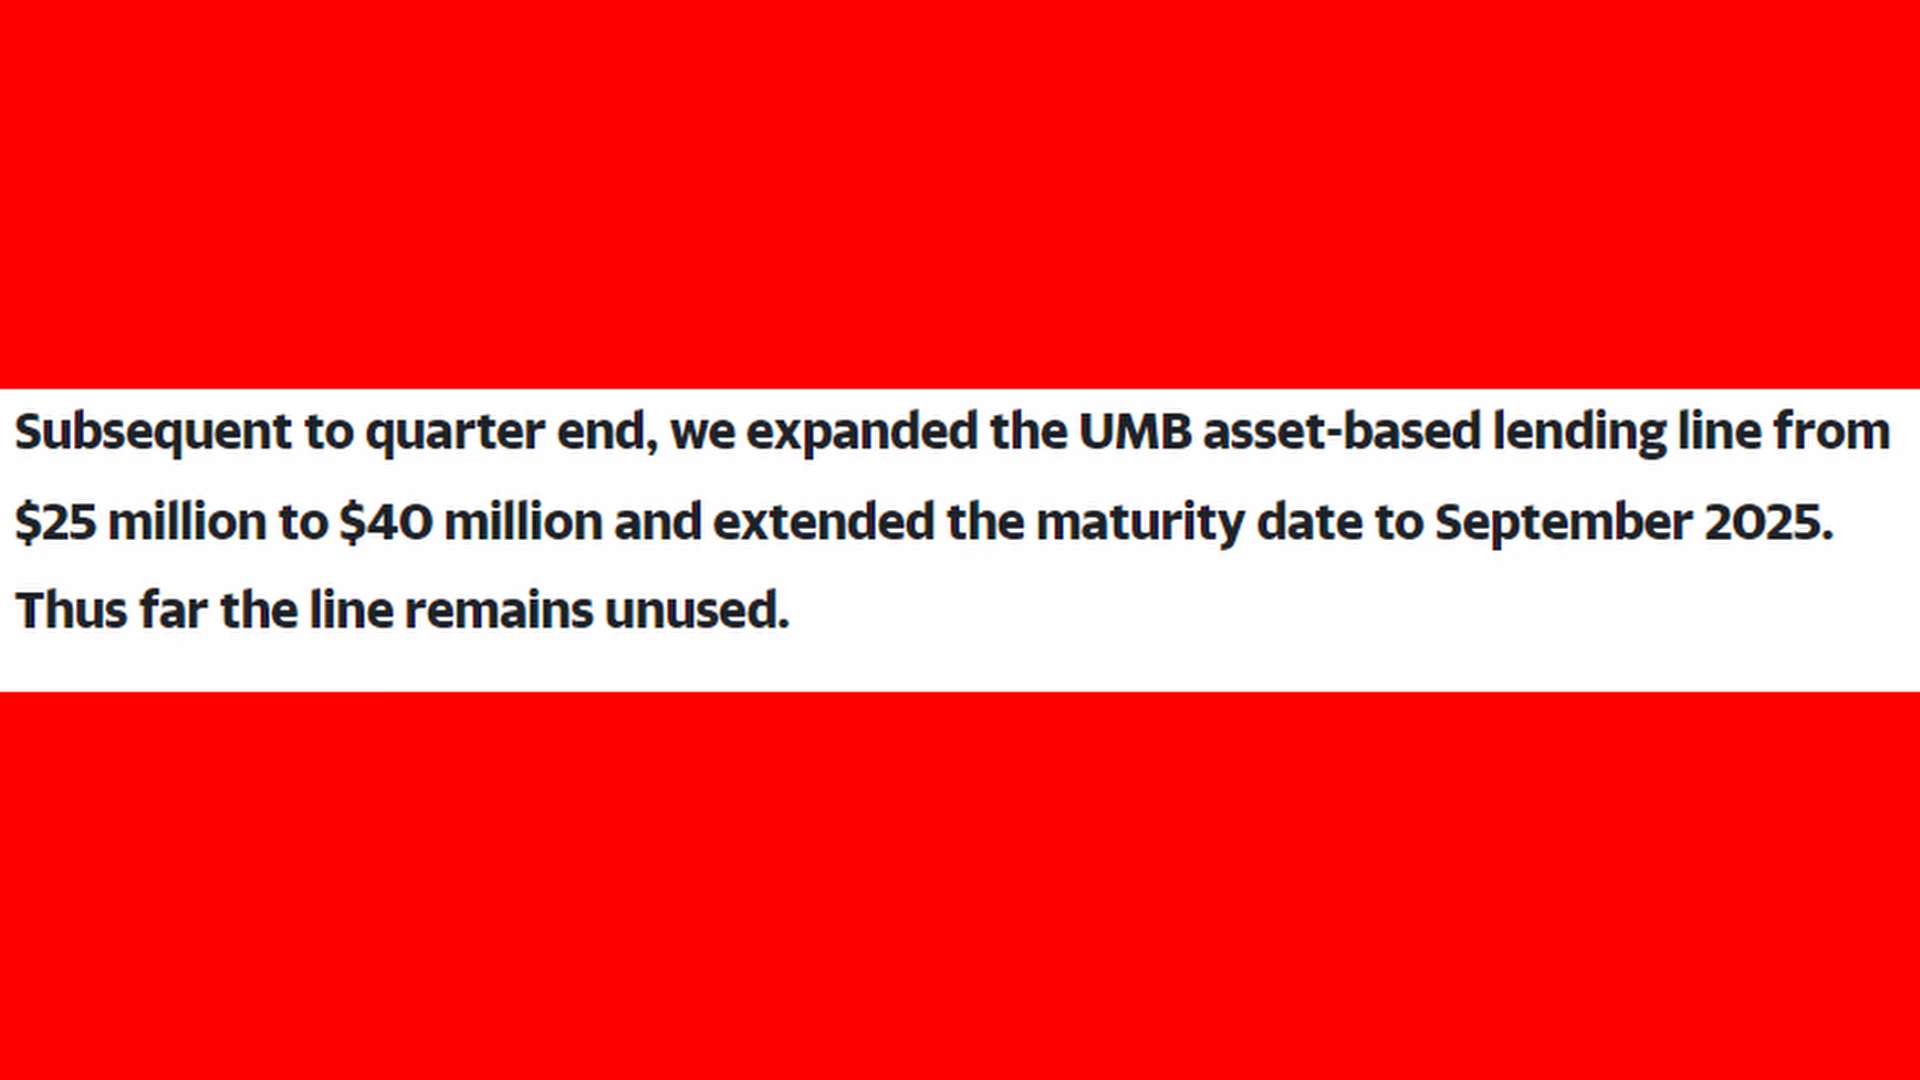 Subsequent to quarter end, we expanded the UMB asset-based lending line from
$25 million to $40 million and extended the maturity date to September 2025.
Thus far the line remains unused.